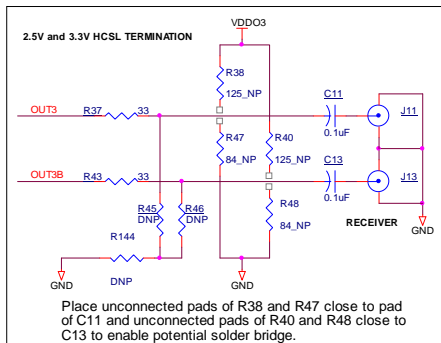 2.5V and 3.3V HCSL TERMINATION
VDDO3
R38
125_NP
C11
J11
OUT3
R37
33
R47
84_NP
R40
125_NP
0.1uF
C13
J13
OUT3B
R43
33
0.1uF
R45
DNP
R46
DNP
R48
84_NP
RECEIVER
R144
DNP
GND
GND
GND
Place unconnected pads of R38 and R47 close to pad
of C11 and unconnected pads of R40 and R48 close to
C13 to enable potential solder bridge.